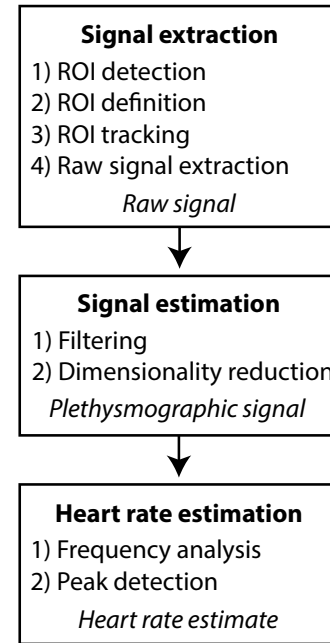 Signal extraction
1) ROI detection
2) ROI definition
3) ROI tracking
4) Raw signal extraction
Raw signal
Signal estimation
1) Filtering
2) Dimensionality reduction
Plethysmographic signal
Heart rate estimation
1) Frequency analysis
2) Peak detection
Heart rate estimate